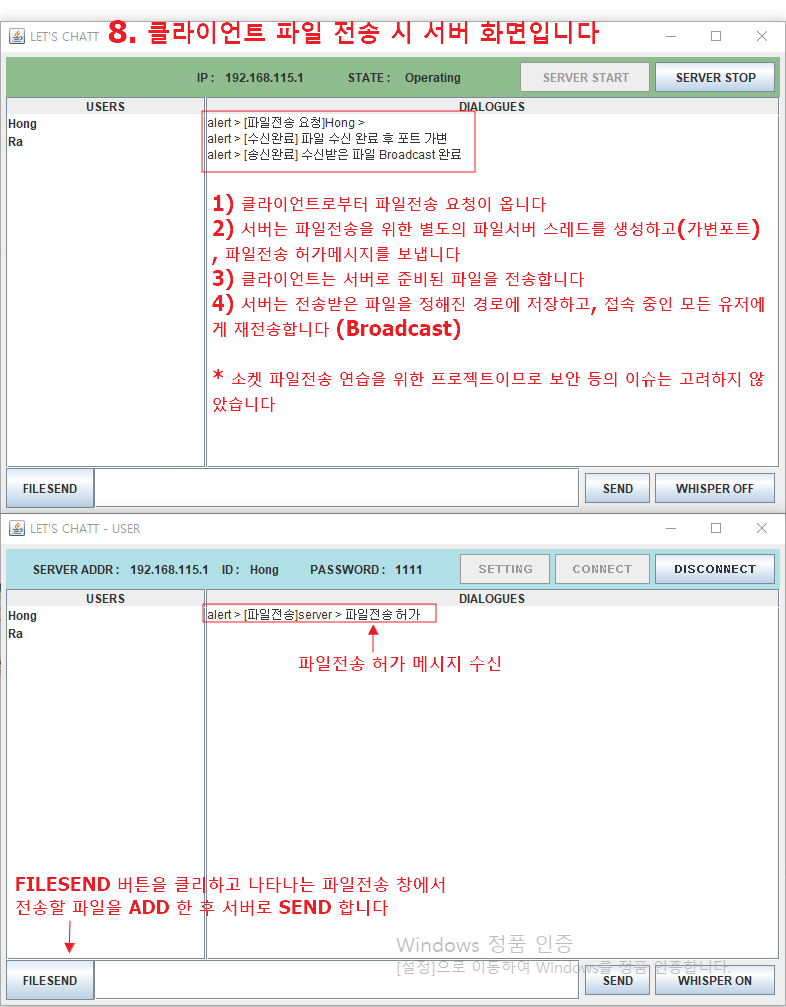 LET'S CHATT
8. 클라이언트 파일 전송 시 서버 화면입니다
IP : 192.168.115.1 STATE : Operating SERVER START SERVER STOP
USERS DIALOGUES
Hong
Ra
alert > [파일전송 요청]Hong >
alert > [수신완료] 파일 수신 완료 후 포트 가변
alert > [송신완료] 수신받은 파일 Broadcast 완료
1) 클라이언트로부터 파일전송 요청이 옵니다
2) 서버는 파일전송을 위한 별도의 파일서버 스레드를 생성하고(가변포트)
, 파일전송 허가메시지를 보냅니다
3) 클라이언트는 서버로 준비된 파일을 전송합니다
4) 서버는 전송받은 파일을 정해진 경로에 저장하고, 접속 중인 모든 유저에
게 재전송합니다 (Broadcast)
* 소켓 파일전송 연습을 위한 프로젝트이므로 보안 등의 이슈는 고려하지 않
았습니다
FILESEND SEND WHISPER OFF
LET'S CHATT - USER
SERVER ADDR : 192.168.115.1 ID : Hong PASSWORD : 1111 SETTING CONNECT DISCONNECT
USERS DIALOGUES
Hong
Ra
alert > [파일전송]server > 파일전송 허가
파일전송 허가 메시지 수신
FILESEND 버튼을 클리하고 나타나는 파일전송 창에서
전송할 파일을 ADD 한 후 서버로 SEND 합니다
Windows 정품 인증
[설정]으로 이동하여 Windows를 정품 인증합니다.
FILESEND SEND WHISPER ON